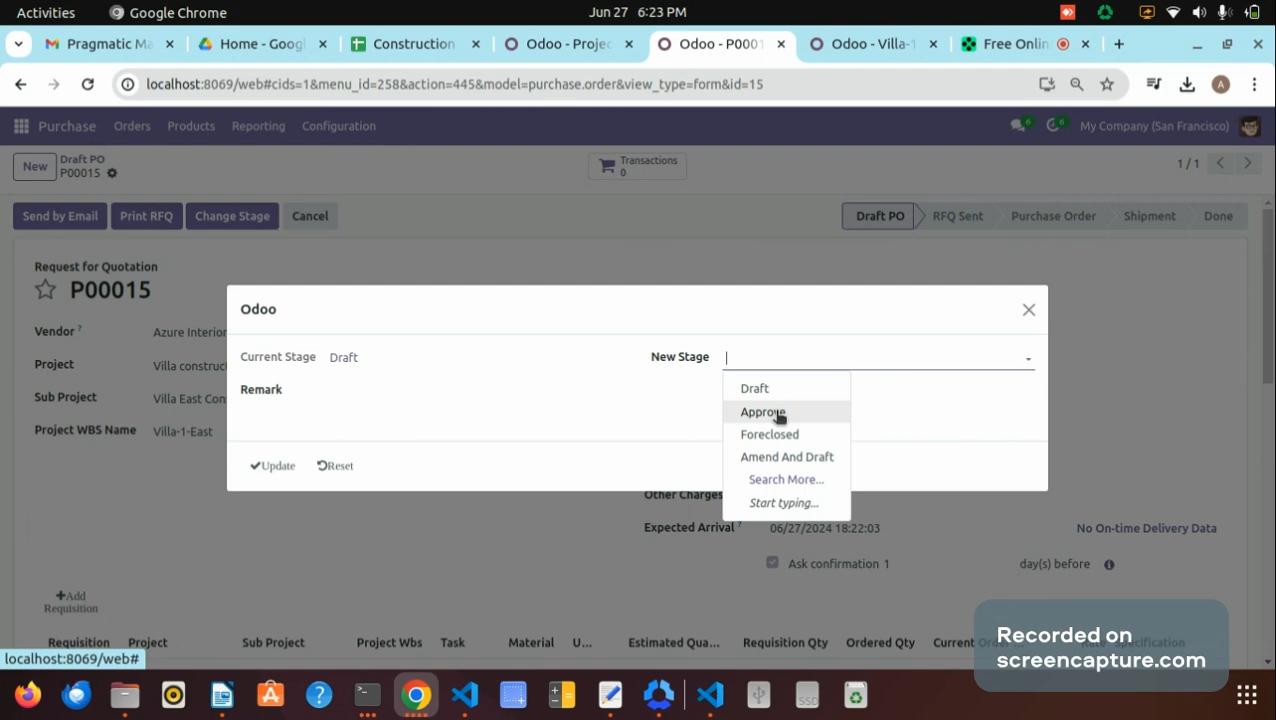 Activities
Google Chrome
Jun 27 6:23 PM
Pragmatic Ma
Home - Goog
Construction
Odoo - Projec
Odoo - P0001
Odoo - Villa-1
Free Onlin
localhost:8069/web#cids=1&menu_id=258&action=445&model=purchase.order&view_type=form&id=15
A
Purchase
Orders
Products
Reporting
Configuration
6
6
My Company (San Francisco)
New
Draft PO
P00015
Transactions
0
1 / 1
Send by Email
Print RFQ
Change Stage
Cancel
Draft PO
RFQ Sent
Purchase Order
Shipment
Done
Request for Quotation
P00015
Vendor ?
Azure Interior
Project
Villa construct
Sub Project
Villa East Con
Project WBS Name
Villa-1-East
Odoo
Current Stage
Draft
New Stage
Remark
Draft
Approve
Foreclosed
Amend And Draft
Search More...
Start typing...
Update
Reset
Other Charges
Expected Arrival ?
06/27/2024 18:22:03
No On-time Delivery Data
Ask confirmation 1
day(s) before
Add
Requisition
Requisition
Project
Sub Project
Project Wbs
Task
Material
U...
Estimated Qua...
Requisition Qty
Ordered Qty
Current Or
Rate
Specification
Recorded on
screencapture.com
localhost:8069/web#
SSD